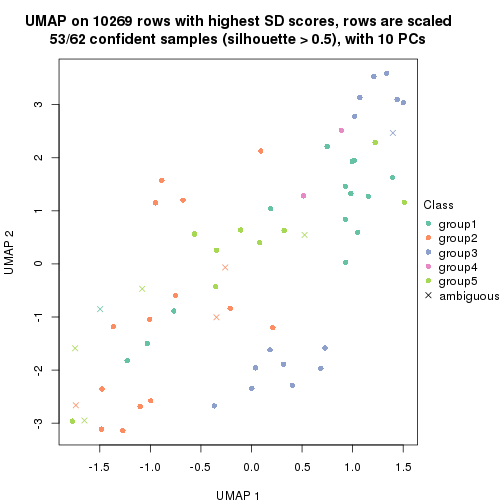 UMAP on 10269 rows with highest SD scores, rows are scaled
53/62 confident samples (silhouette > 0.5), with 10 PCs
3
2
1
0
-1
-2
-3
UMAP 2
-1.5 -1.0 -0.5 0.0 0.5 1.0 1.5
UMAP 1
Class
group1
group2
group3
group4
group5
ambiguous